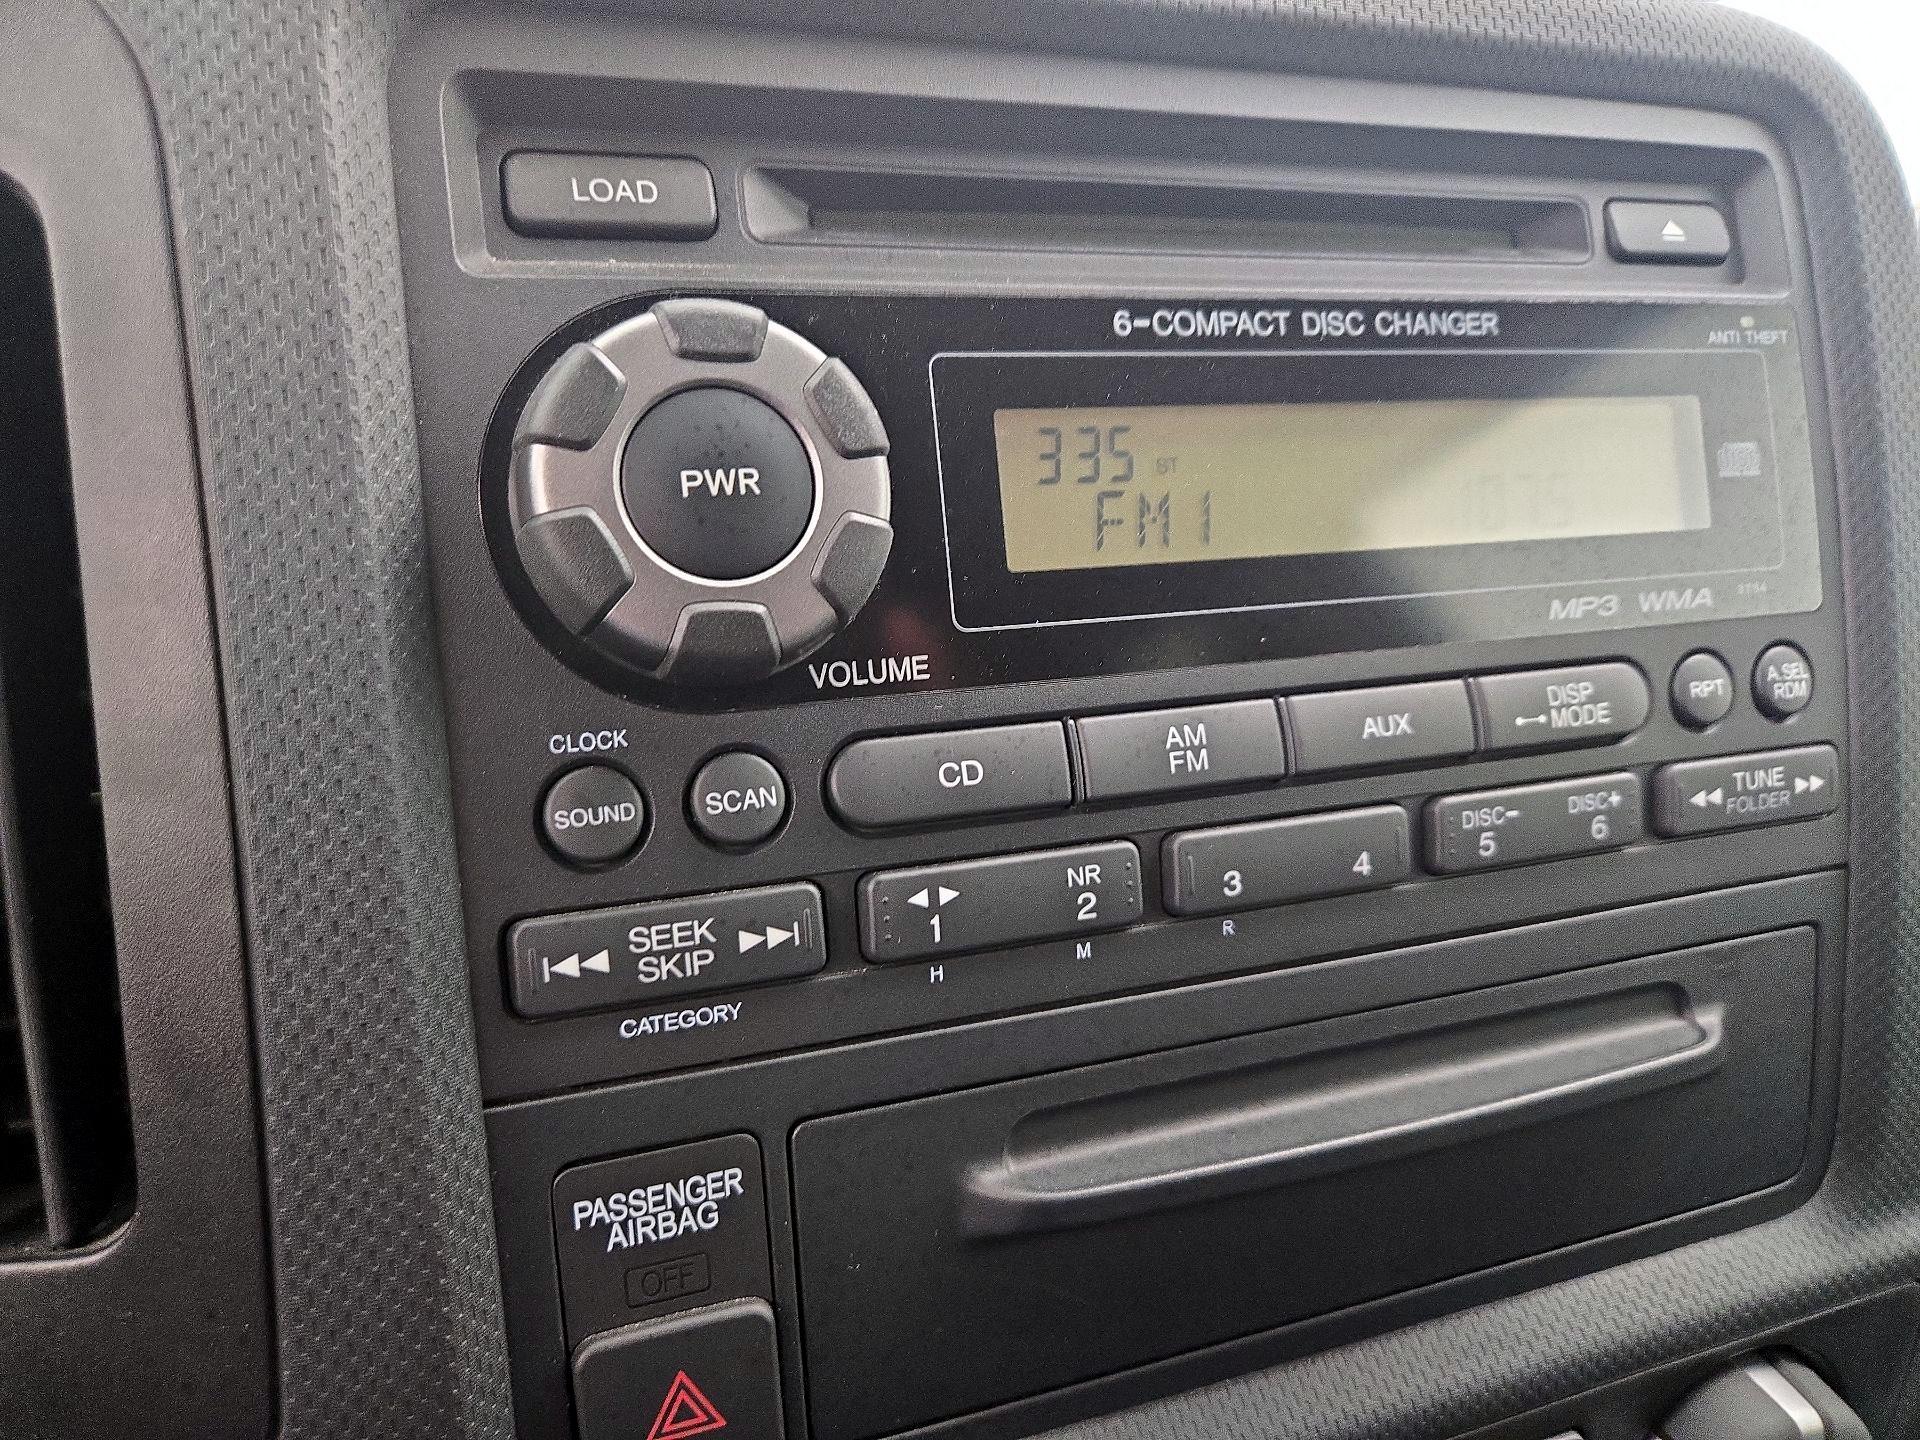 LOAD
6-COMPACT DISC CHANGER
ANTI THEFT
335 ST
FM1
PWR
MP3 WMA
VOLUME
CLOCK
SOUND
SCAN
CD
AM
FM
AUX
DISP
MODE
RPT
A.SEL
RDM
SEEK
SKIP
CATEGORY
1
NR
2
3
4
DISC-
5
DISC+
6
TUNE
FOLDER
H
M
R
PASSENGER
AIRBAG
OFF